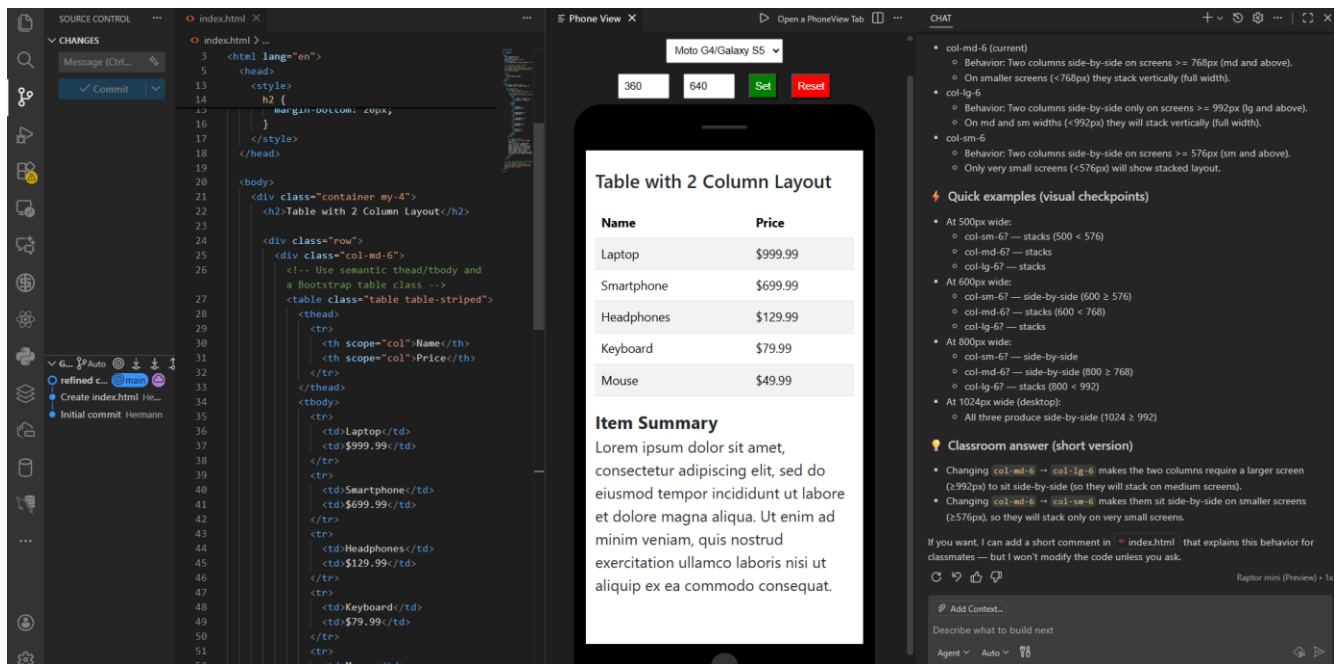 SOURCE CONTROL
CHANGES
Message (Ctrl...
Commit
G... Auto
refined c... main
Create index.html He...
Initial commit Hermann
index.html
index.html > ...
3 <html lang="en">
5 <head>
13 <style>
14 h2 {
15 margin-bottom: 20px;
16 }
17 </style>
18 </head>
19
20 <body>
21 <div class="container my-4">
22 <h2>Table with 2 Column Layout</h2>
23
24 <div class="row">
25 <div class="col-md-6">
26 <!-- Use semantic thead/tbody and
a Bootstrap table class -->
27 <table class="table table-striped">
28 <thead>
29 <tr>
30 <th scope="col">Name</th>
31 <th scope="col">Price</th>
32 </tr>
33 </thead>
34 <tbody>
35 <tr>
36 <td>Laptop</td>
37 <td>$999.99</td>
38 </tr>
39 <tr>
40 <td>Smartphone</td>
41 <td>$699.99</td>
42 </tr>
43 <tr>
44 <td>Headphones</td>
45 <td>$129.99</td>
46 </tr>
47 <tr>
48 <td>Keyboard</td>
49 <td>$79.99</td>
50 </tr>
51 <tr>
Phone View
Open a PhoneView Tab
Moto G4/Galaxy S5
360 640 Set Reset
Table with 2 Column Layout
Name Price
Laptop $999.99
Smartphone $699.99
Headphones $129.99
Keyboard $79.99
Mouse $49.99
Item Summary
Lorem ipsum dolor sit amet,
consectetur adipiscing elit, sed do
eiusmod tempor incididunt ut labore
et dolore magna aliqua. Ut enim ad
minim veniam, quis nostrud
exercitation ullamco laboris nisi ut
aliquip ex ea commodo consequat.
CHAT
col-md-6 (current)
Behavior: Two columns side-by-side on screens >= 768px (md and above).
On smaller screens (<768px) they stack vertically (full width).
col-lg-6
Behavior: Two columns side-by-side only on screens >= 992px (lg and above).
On md and sm widths (<992px) they will stack vertically (full width).
col-sm-6
Behavior: Two columns side-by-side on screens >= 576px (sm and above).
Only very small screens (<576px) will show stacked layout.
⚡ Quick examples (visual checkpoints)
At 500px wide:
col-sm-6? — stacks (500 < 576)
col-md-6? — stacks
col-lg-6? — stacks
At 600px wide:
col-sm-6? — side-by-side (600 ≥ 576)
col-md-6? — stacks (600 < 768)
col-lg-6? — stacks
At 800px wide:
col-sm-6? — side-by-side
col-md-6? — side-by-side (800 ≥ 768)
col-lg-6? — stacks (800 < 992)
At 1024px wide (desktop):
All three produce side-by-side (1024 ≥ 992)
💡 Classroom answer (short version)
Changing col-md-6 → col-lg-6 makes the two columns require a larger screen
(≥992px) to sit side-by-side (so they will stack on medium screens).
Changing col-md-6 → col-sm-6 makes them sit side-by-side on smaller screens
(≥576px), so they will stack only on very small screens.
If you want, I can add a short comment in index.html that explains this behavior for
classmates — but I won't modify the code unless you ask.
Raptor mini (Preview) • 1x
Add Context...
Describe what to build next
Agent Auto